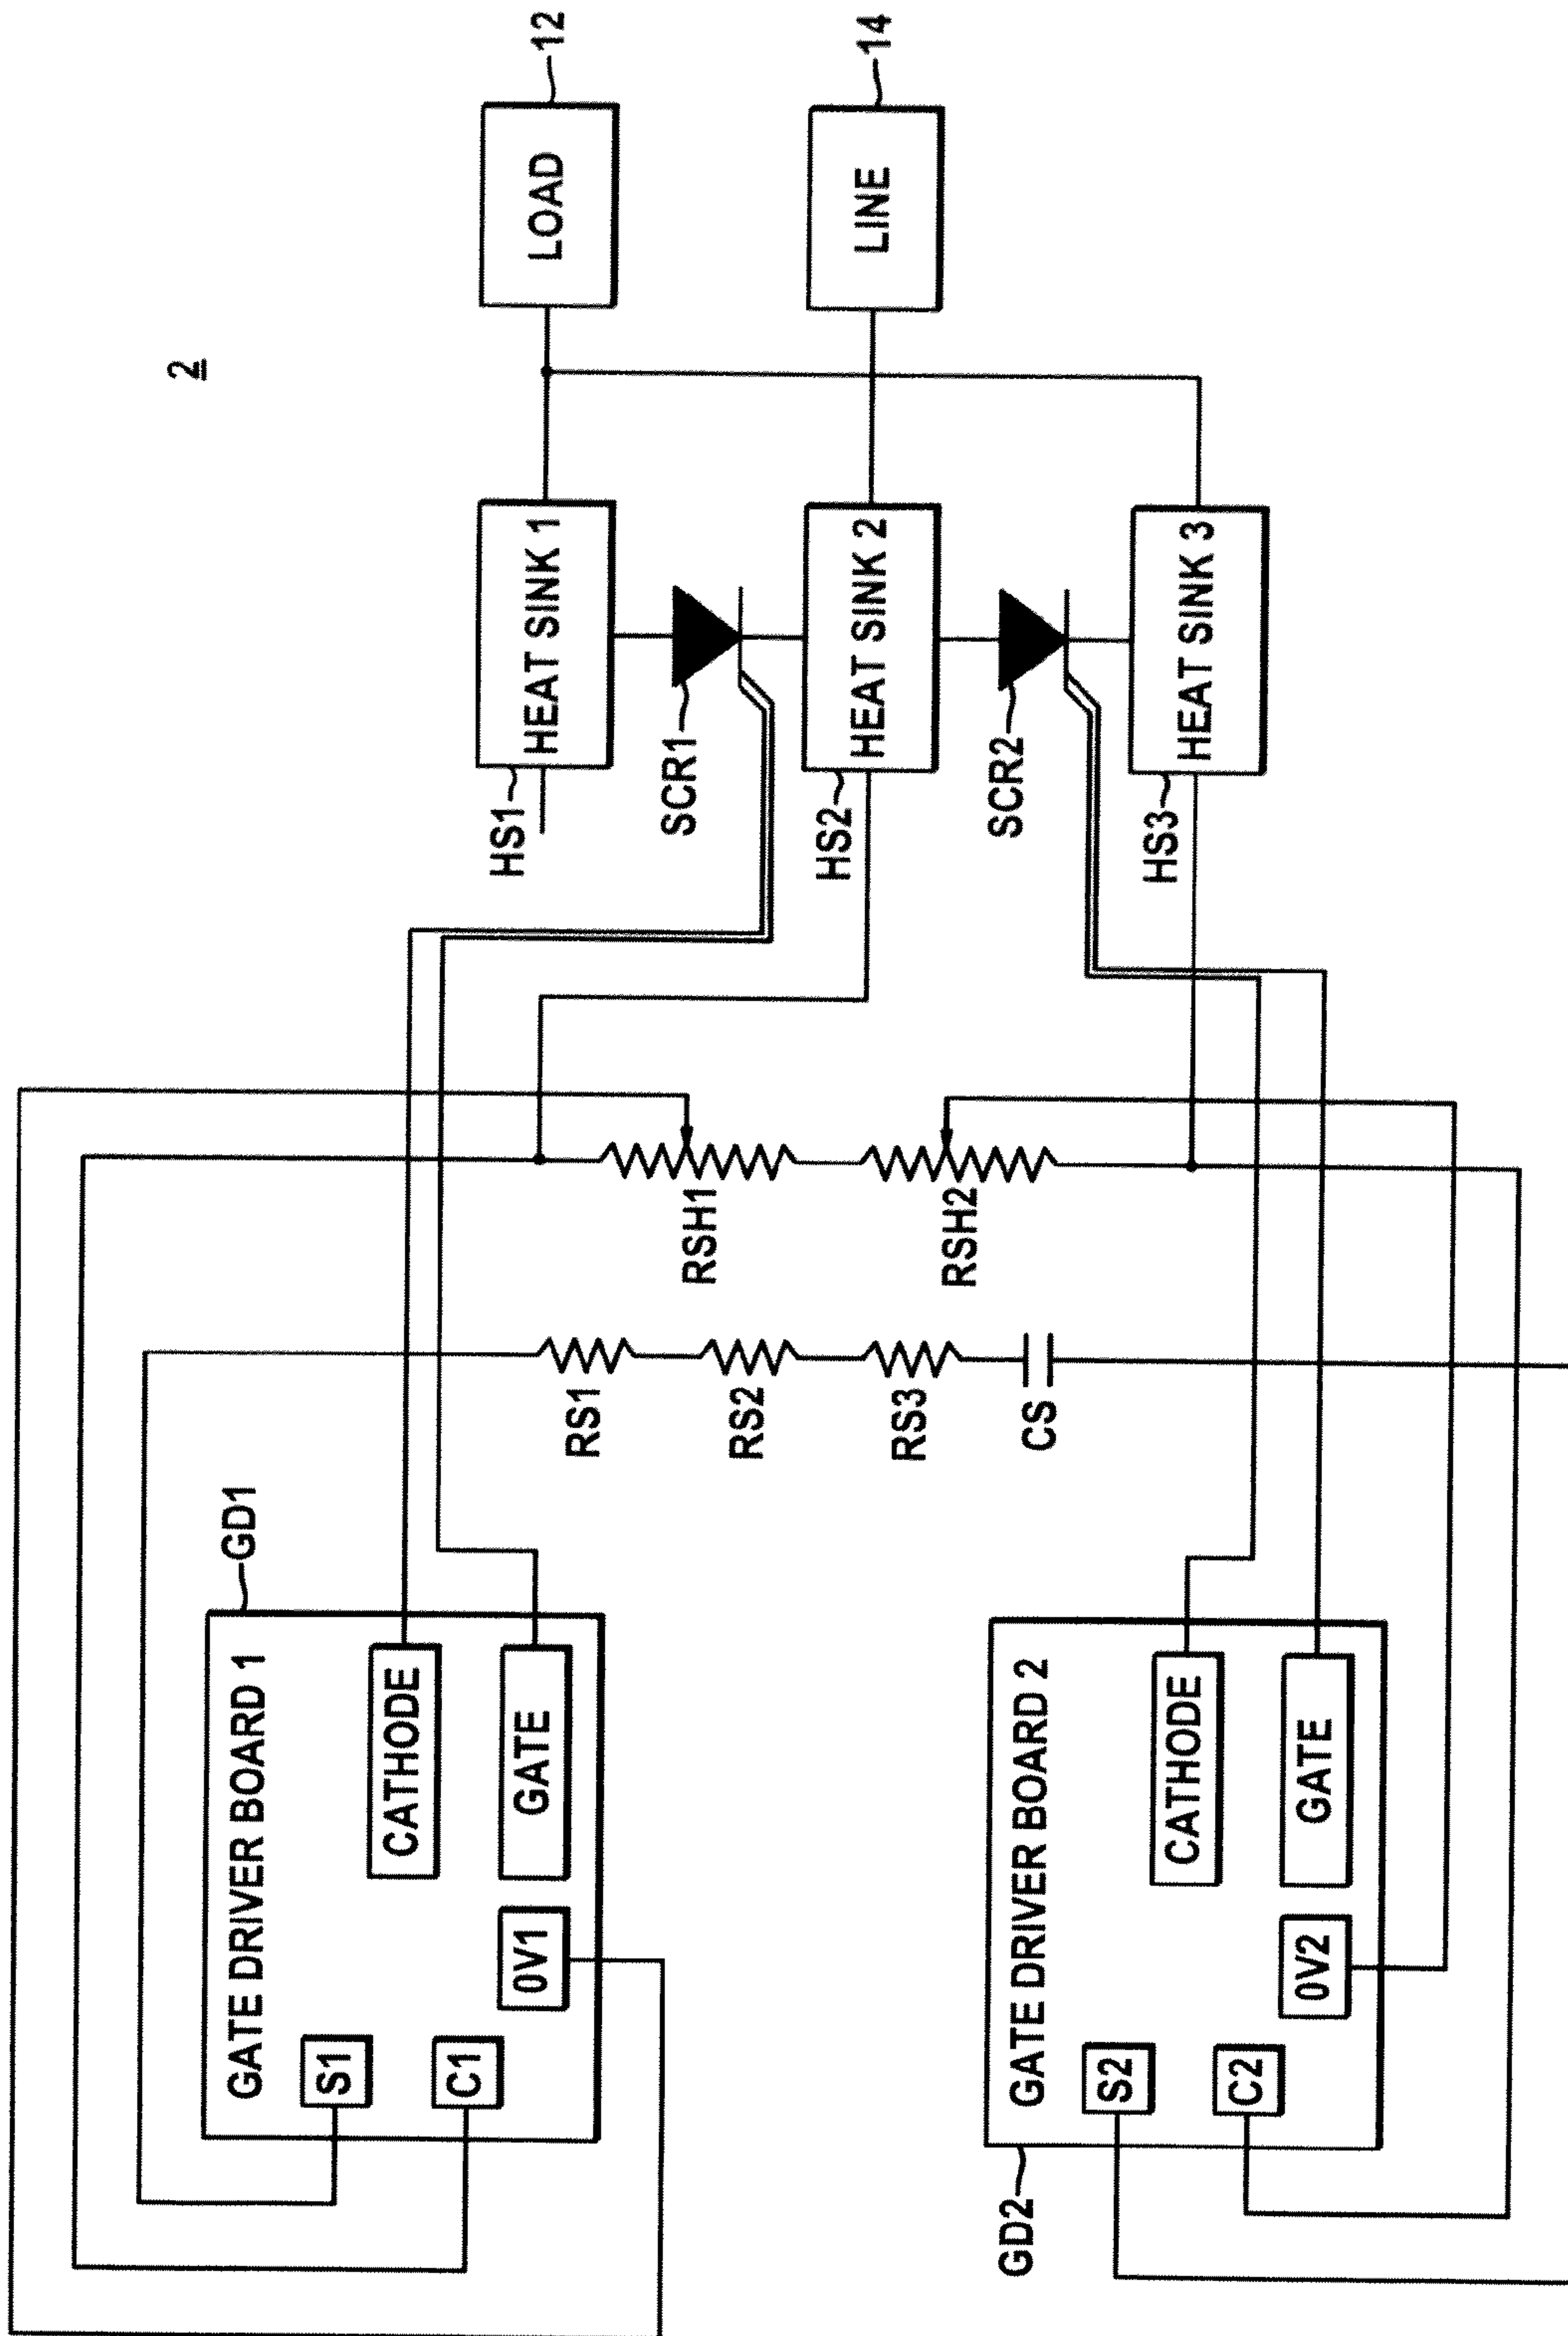 2
LOAD
12
LINE
14
HEAT SINK 1
HS1
SCR1
HEAT SINK 2
HS2
SCR2
HEAT SINK 3
HS3
RSH1
RSH2
RS1
RS2
RS3
CS
GD1
GATE DRIVER BOARD 1
CATHODE
GATE
0V1
S1
C1
GATE DRIVER BOARD 2
CATHODE
GATE
0V2
S2
C2
GD2